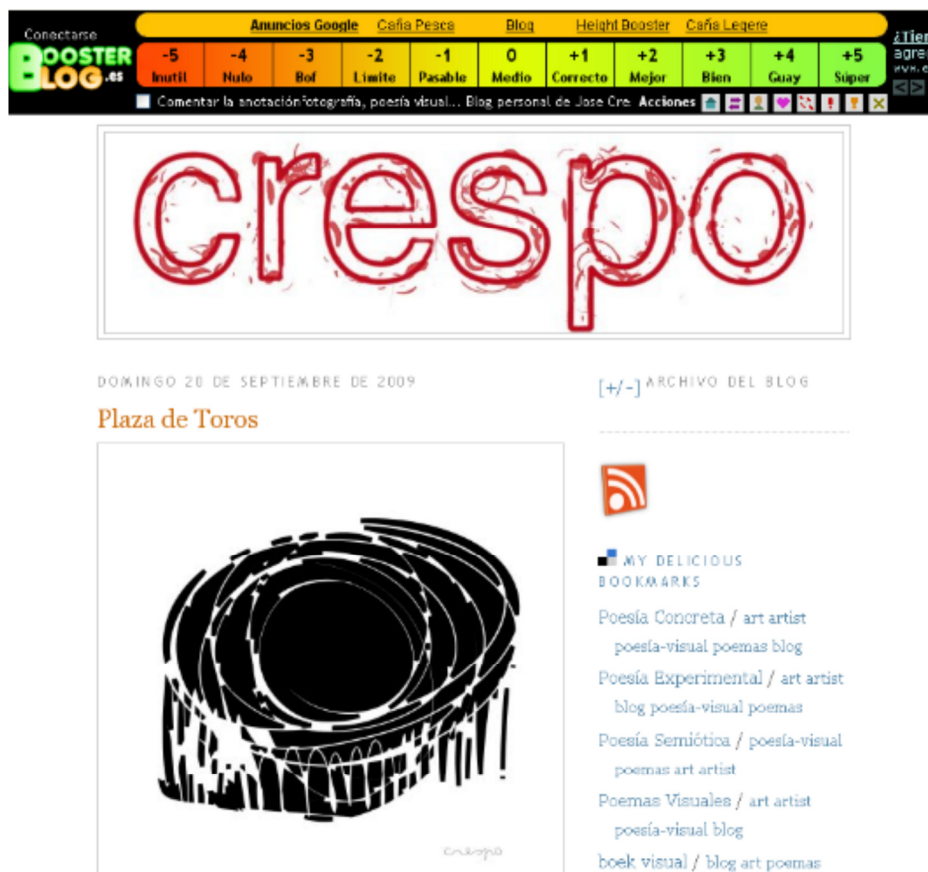 Conectarse
BOOSTER
BLOG.es
Anuncios Google Caña Pesca Blog Height Booster Caña Legere
-5 -4 -3 -2 -1 0 +1 +2 +3 +4 +5
Inutil Nulo Bof Limite Pasable Medio Correcto Mejor Bien Guay Súper
Comentar la anotación fotografía, poesía visual... Blog personal de Jose Cre Acciones
¿Tien
agreg
www.e
crespo
DOMINGO 20 DE SEPTIEMBRE DE 2009
Plaza de Toros
crespo
[+/-] ARCHIVO DEL BLOG
MY DELICIOUS
BOOKMARKS
Poesía Concreta / art artist
poesía-visual poemas blog
Poesía Experimental / art artist
blog poesía-visual poemas
Poesía Semiótica / poesía-visual
poemas art artist
Poemas Visuales / art artist
poesía-visual blog
boek visual / blog art poemas